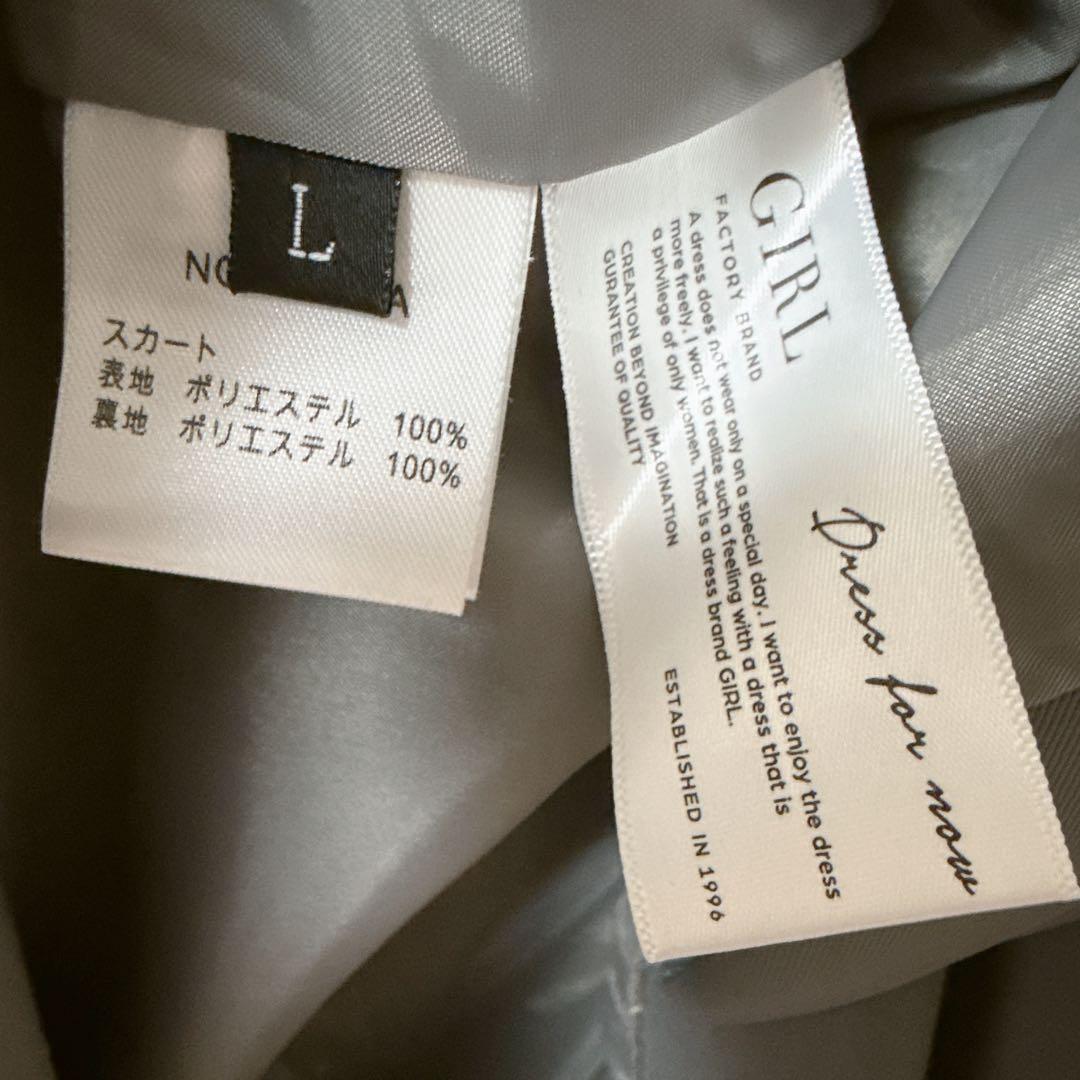 L
スカート
表地 ポリエステル 100%
裏地 ポリエステル 100%
GIRL
FACTORY BRAND
A dress does not wear only on a special day. I want to enjoy the dress
more freely. I want to realize such a feeling with a dress that is
a privilege of only women. That is a dress brand GIRL.
CREATION BEYOND IMAGINATION
GURANTEE OF QUALITY
ESTABLISHED IN 1996
Dress for now